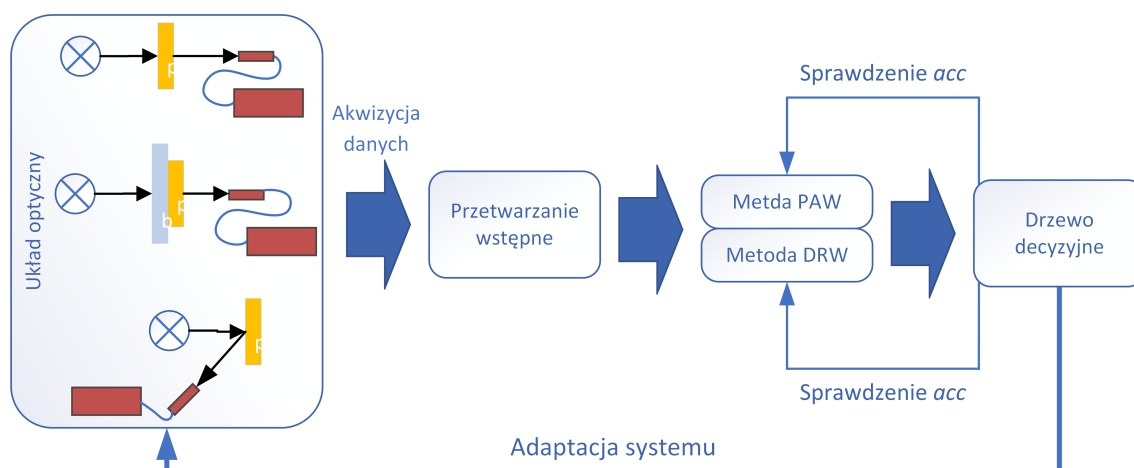 Układ optyczny
p
b
p
p
Akwizycja
danych
Przetwarzanie
wstępne
Sprawdzenie acc
Metda PAW
Metoda DRW
Sprawdzenie acc
Drzewo
decyzyjne
Adaptacja systemu